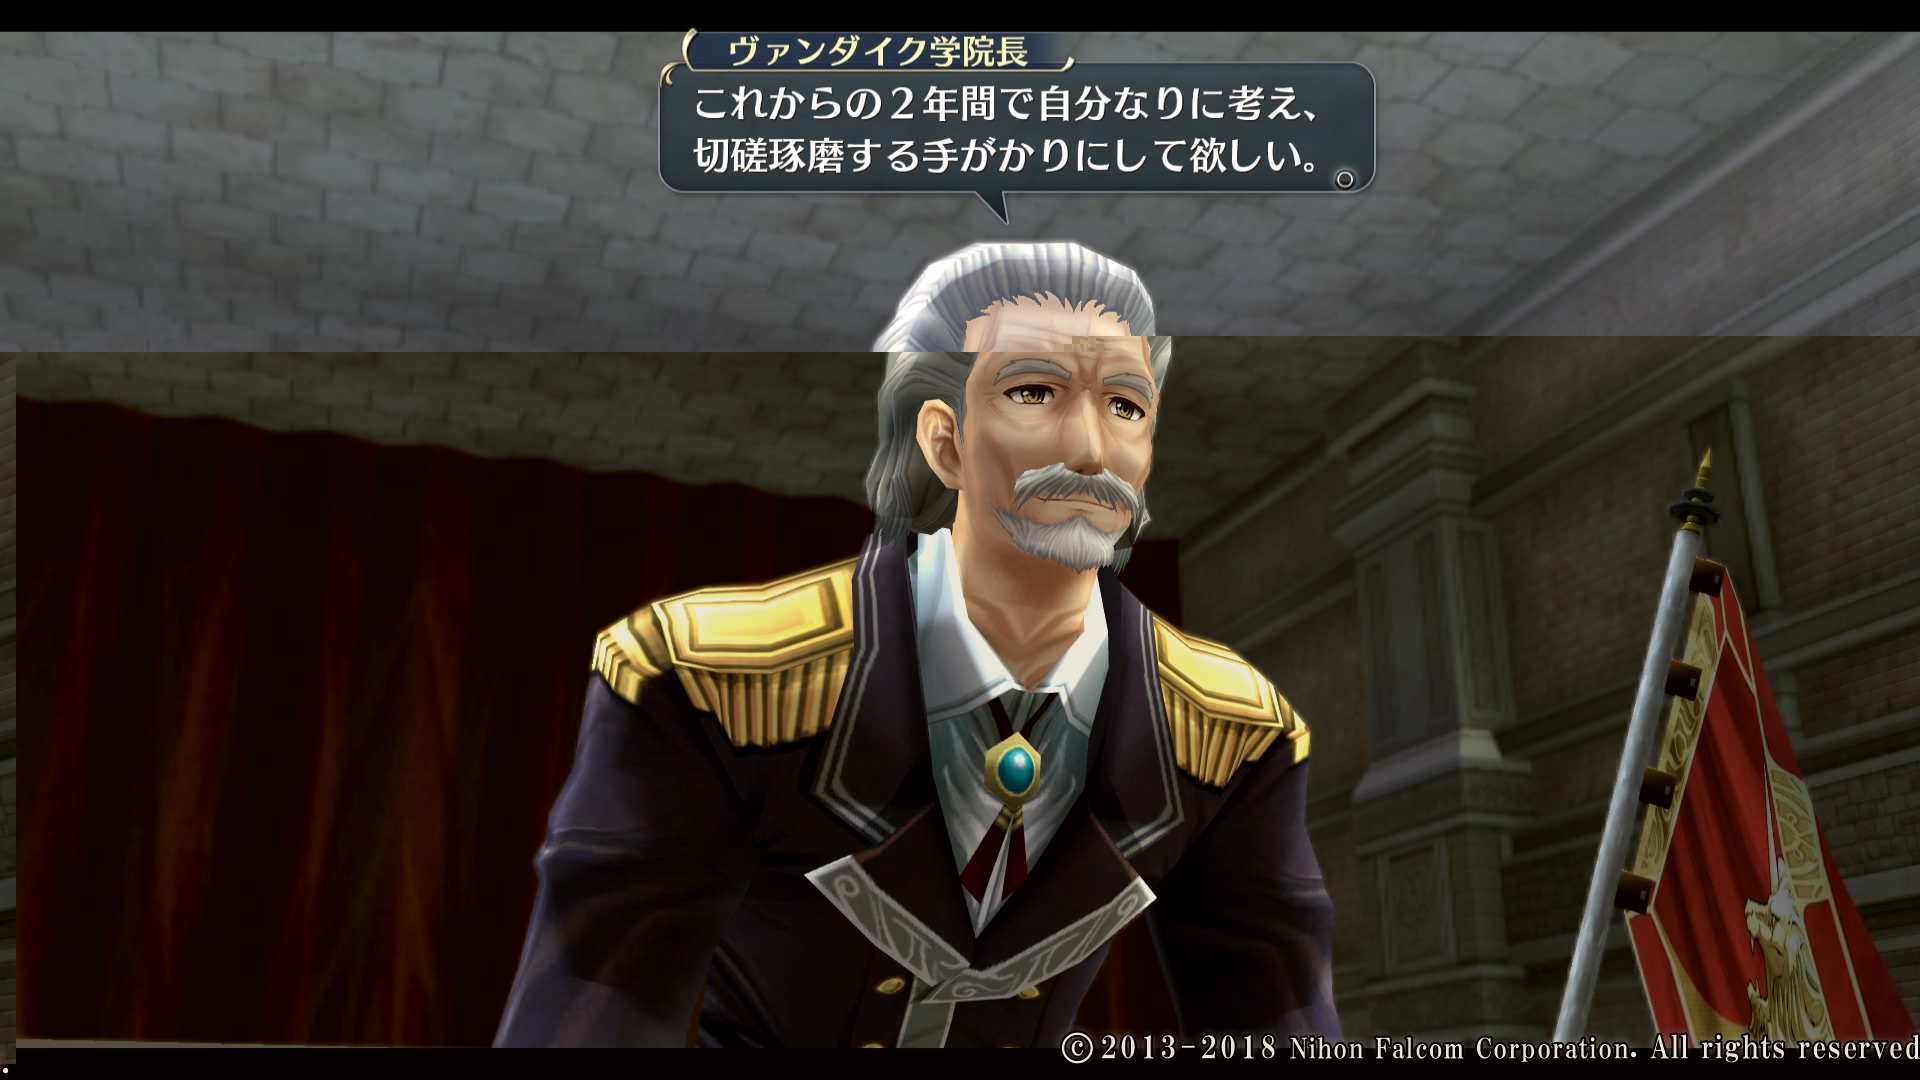 ヴァンダイク学院長
これからの２年間で自分なりに考え、
切磋琢磨する手がかりにして欲しい。
©2013-2018 Nihon Falcom Corporation. All rights reserved
.